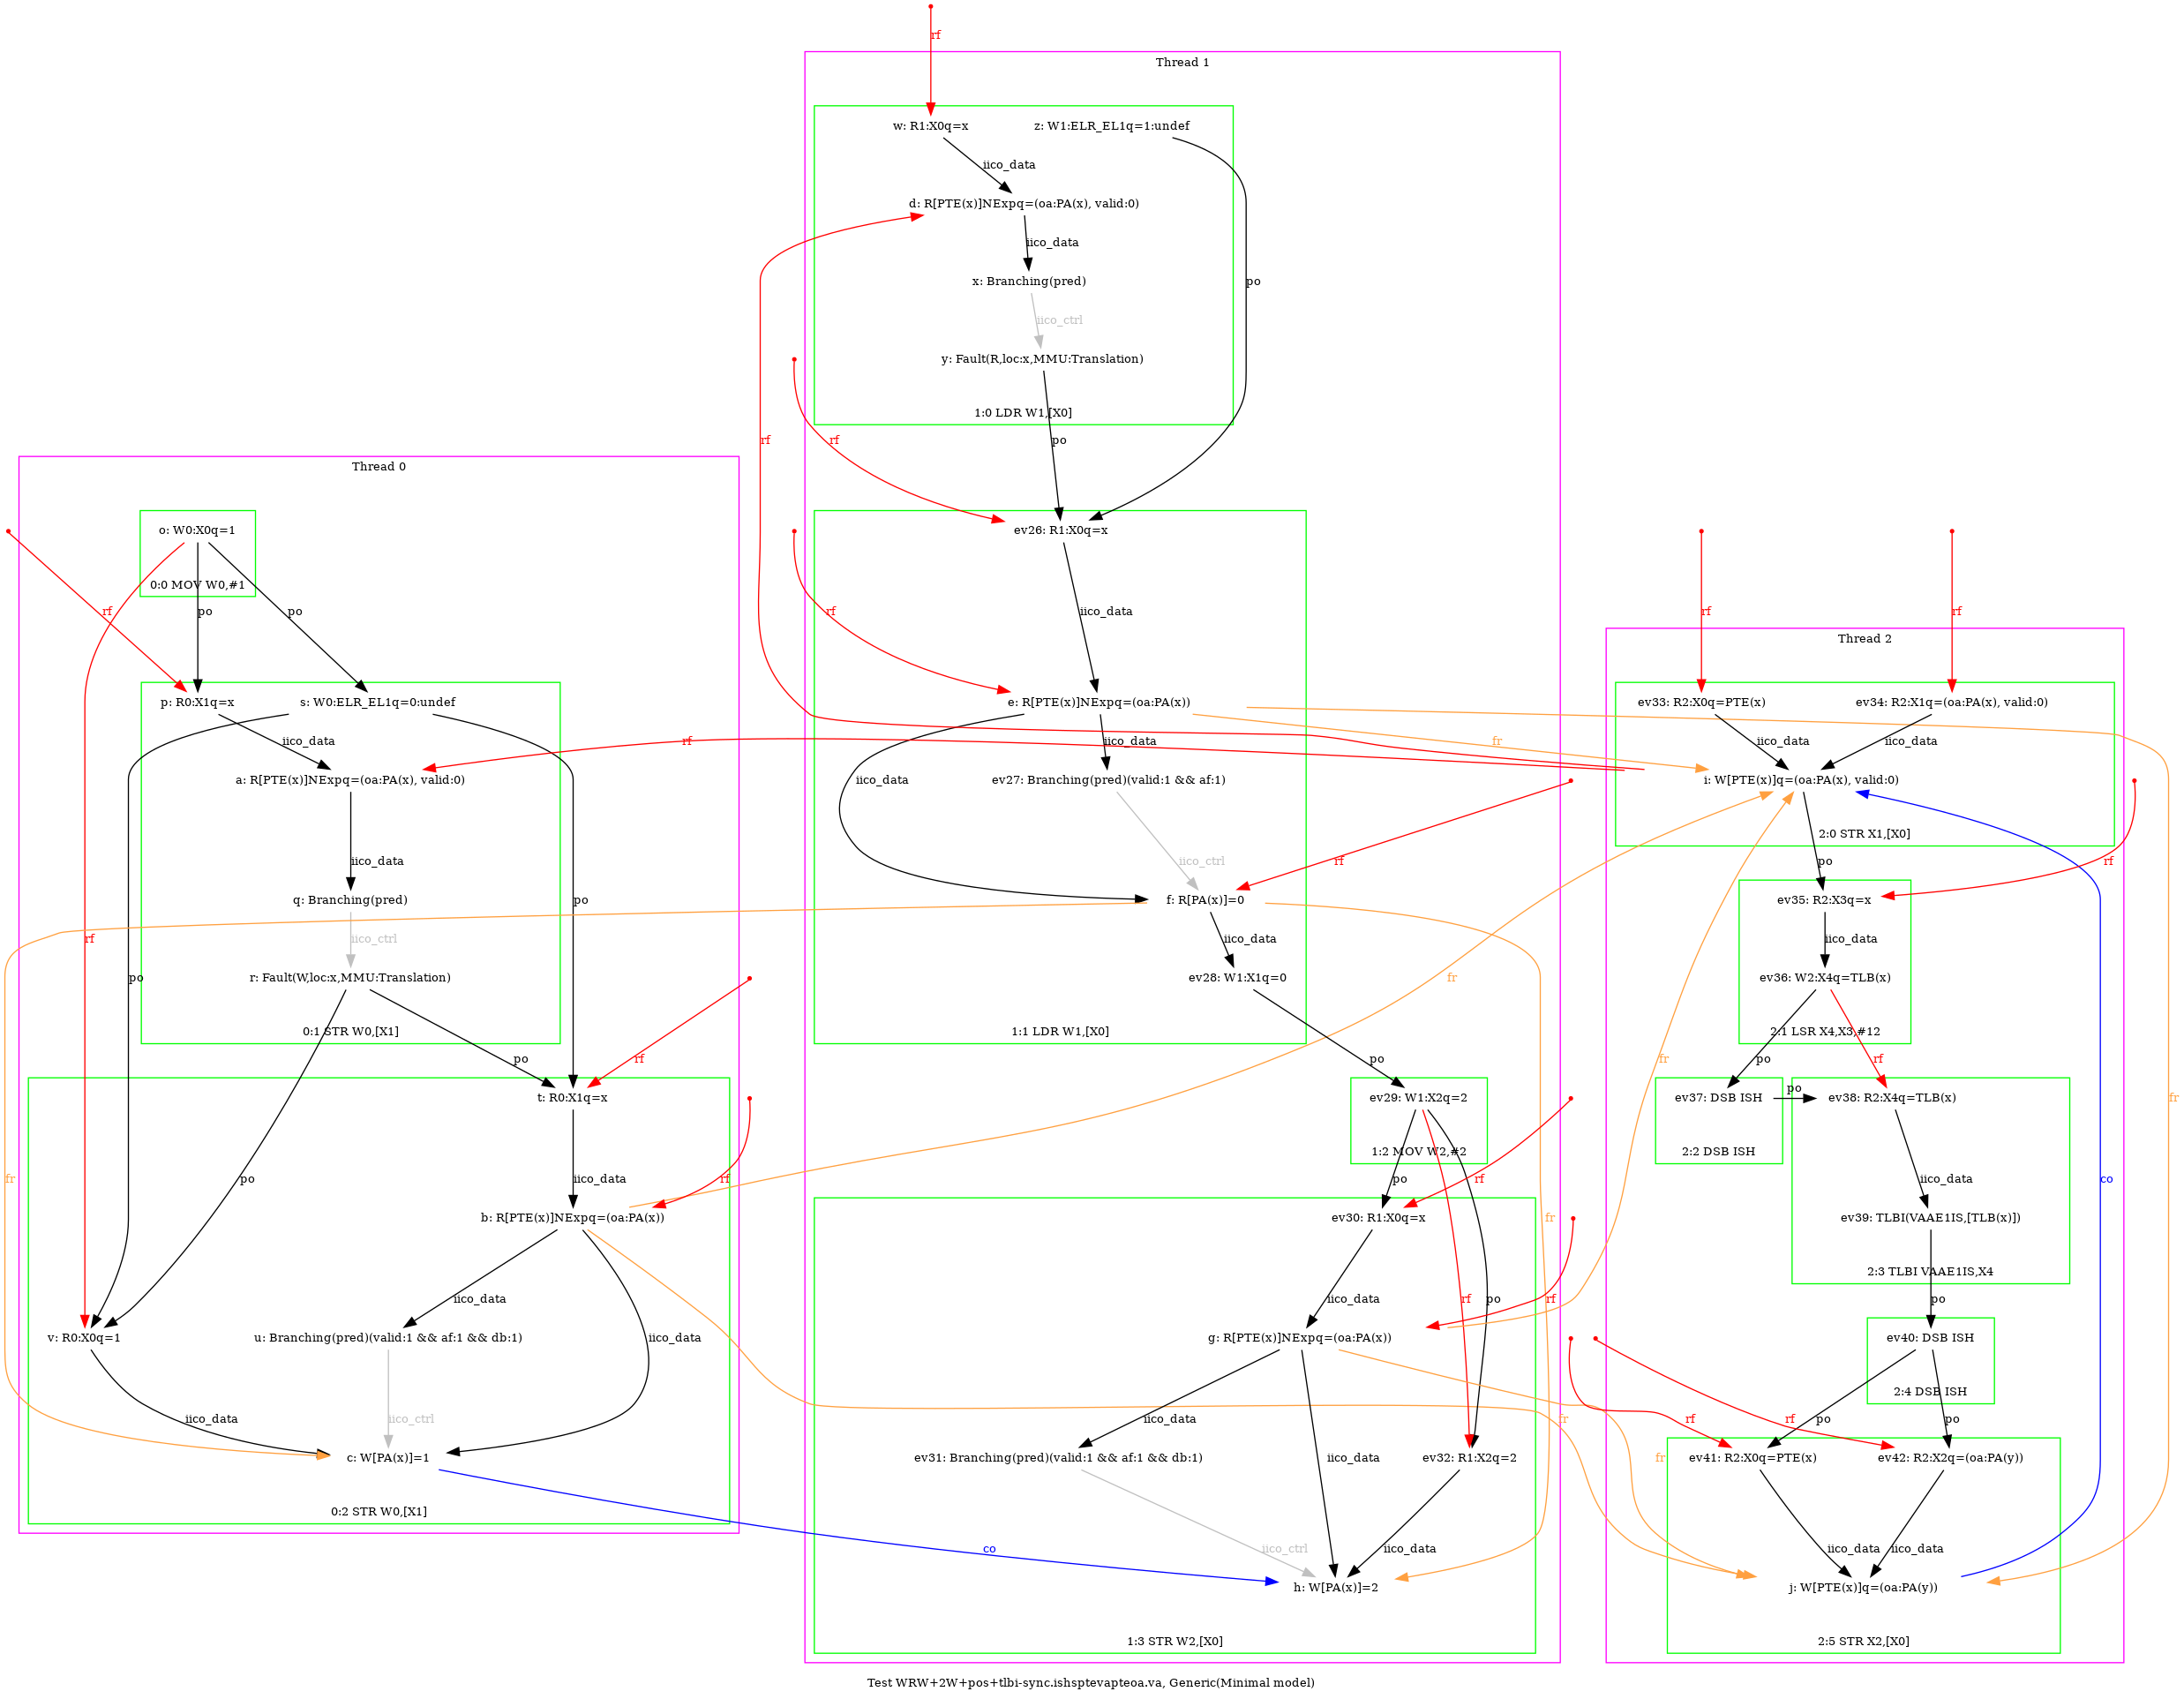 rf
Thread 1
w: R1:X0q=x
z: W1:ELR_EL1q=1:undef
iico_data
d: R[PTE(x)]NExpq=(oa:PA(x), valid:0)
iico_data
x: Branching(pred)
po
iico_ctrl
y: Fault(R,loc:x,MMU:Translation)
1:0 LDR W1,[X0]
rf
rf
po
Thread 0
o: W0:X0q=1
ev26: R1:X0q=x
0:0 MOV W0,#1
rf
po
po
rf
iico_data
rf
rf
Thread 2
p: R0:X1q=x
s: W0:ELR_EL1q=0:undef
e: R[PTE(x)]NExpq=(oa:PA(x))
ev33: R2:X0q=PTE(x)
ev34: R2:X1q=(oa:PA(x), valid:0)
iico_data
rf
iico_data
fr
iico_data
iico_data
a: R[PTE(x)]NExpq=(oa:PA(x), valid:0)
iico_data
ev27: Branching(pred)(valid:1 && af:1)
i: W[PTE(x)]q=(oa:PA(x), valid:0)
2:0 STR X1,[X0]
iico_data
iico_ctrl
rf
po
rf
q: Branching(pred)
po
f: R[PA(x)]=0
ev35: R2:X3q=x
rf
iico_ctrl
iico_data
iico_data
po
r: Fault(W,loc:x,MMU:Translation)
ev28: W1:X1q=0
fr
ev36: W2:X4q=TLB(x)
0:1 STR W0,[X1]
1:1 LDR W1,[X0]
2:1 LSR X4,X3,#12
po
rf
po
fr
po
rf
t: R0:X1q=x
ev29: W1:X2q=2
ev37: DSB ISH
po
ev38: R2:X4q=TLB(x)
fr
1:2 MOV W2,#2
2:2 DSB ISH
fr
po
iico_data
rf
po
rf
iico_data
co
b: R[PTE(x)]NExpq=(oa:PA(x))
ev30: R1:X0q=x
fr
ev39: TLBI(VAAE1IS,[TLB(x)])
2:3 TLBI VAAE1IS,X4
iico_data
iico_data
rf
po
rf
po
v: R0:X0q=1
u: Branching(pred)(valid:1 && af:1 && db:1)
iico_data
g: R[PTE(x)]NExpq=(oa:PA(x))
ev40: DSB ISH
2:4 DSB ISH
iico_data
iico_ctrl
iico_data
fr
rf
rf
po
po
c: W[PA(x)]=1
ev31: Branching(pred)(valid:1 && af:1 && db:1)
iico_data
ev32: R1:X2q=2
fr
ev41: R2:X0q=PTE(x)
ev42: R2:X2q=(oa:PA(y))
0:2 STR W0,[X1]
co
iico_ctrl
iico_data
iico_data
iico_data
h: W[PA(x)]=2
j: W[PTE(x)]q=(oa:PA(y))
1:3 STR W2,[X0]
2:5 STR X2,[X0]
Test WRW+2W+pos+tlbi-sync.ishsptevapteoa.va, Generic(Minimal model)